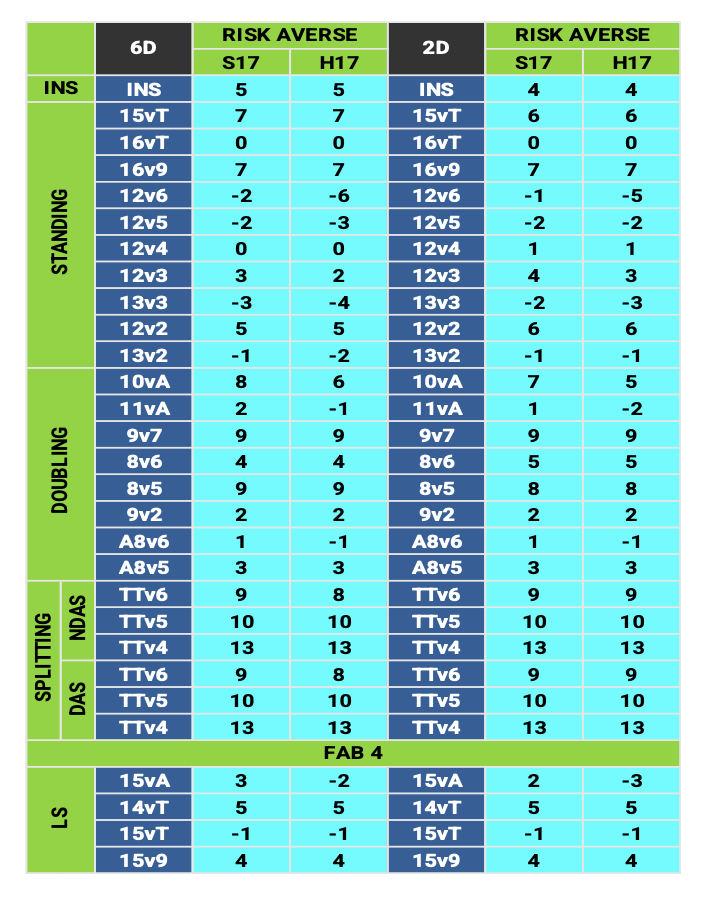 6D RISK AVERSE 2D RISK AVERSE
S17 H17 S17 H17
INS INS 5 5 INS 4 4
STANDING
15vT 7 7 15vT 6 6
16vT 0 0 16vT 0 0
16v9 7 7 16v9 7 7
12v6 -2 -6 12v6 -1 -5
12v5 -2 -3 12v5 -2 -2
12v4 0 0 12v4 1 1
12v3 3 2 12v3 4 3
13v3 -3 -4 13v3 -2 -3
12v2 5 5 12v2 6 6
13v2 -1 -2 13v2 -1 -1
DOUBLING
10vA 8 6 10vA 7 5
11vA 2 -1 11vA 1 -2
9v7 9 9 9v7 9 9
8v6 4 4 8v6 5 5
8v5 9 9 8v5 8 8
9v2 2 2 9v2 2 2
A8v6 1 -1 A8v6 1 -1
A8v5 3 3 A8v5 3 3
SPLITTING
NDAS
TTv6 9 8 TTv6 9 9
TTv5 10 10 TTv5 10 10
TTv4 13 13 TTv4 13 13
DAS
TTv6 9 8 TTv6 9 9
TTv5 10 10 TTv5 10 10
TTv4 13 13 TTv4 13 13
FAB 4
LS
15vA 3 -2 15vA 2 -3
14vT 5 5 14vT 5 5
15vT -1 -1 15vT -1 -1
15v9 4 4 15v9 4 4